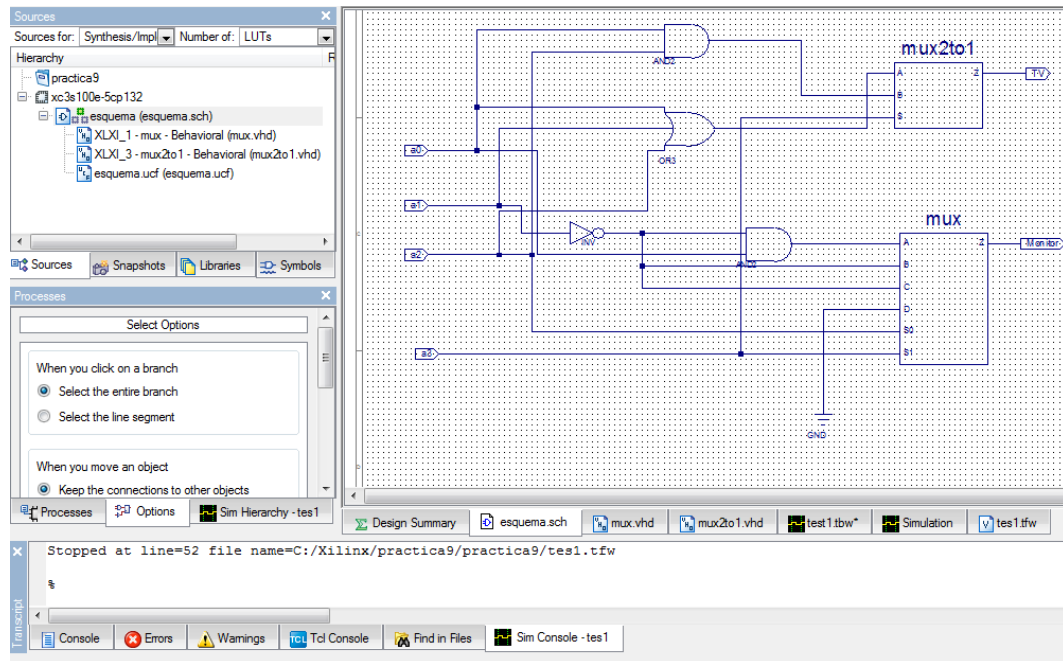 Sources
Sources for: Synthesis/Impl Number of: LUTs
Hierarchy
practica9
xc3s100e-5cp132
esquema (esquema.sch)
XLXI_1 - mux - Behavioral (mux.vhd)
XLXI_3 - mux2to1 - Behavioral (mux2to1.vhd)
esquema.ucf (esquema.ucf)
Sources Snapshots Libraries Symbols
Processes
Select Options
When you click on a branch
Select the entire branch
Select the line segment
When you move an object
Keep the connections to other objects
Processes Options Sim Hierarchy - tes1
AND2
mux2to1
A Z TV
B
S
OR3
a0
a1
INV
a2
AND2
mux
A Z Monitor
B
C
D
S0
S1
a3
GND
Design Summary esquema.sch mux.vhd mux2to1.vhd test1.tbw* Simulation tes1.tfw
Stopped at line=52 file name=C:/Xilinx/practica9/practica9/tes1.tfw
%
Transcript
Console Errors Warnings Tcl Console Find in Files Sim Console - tes1